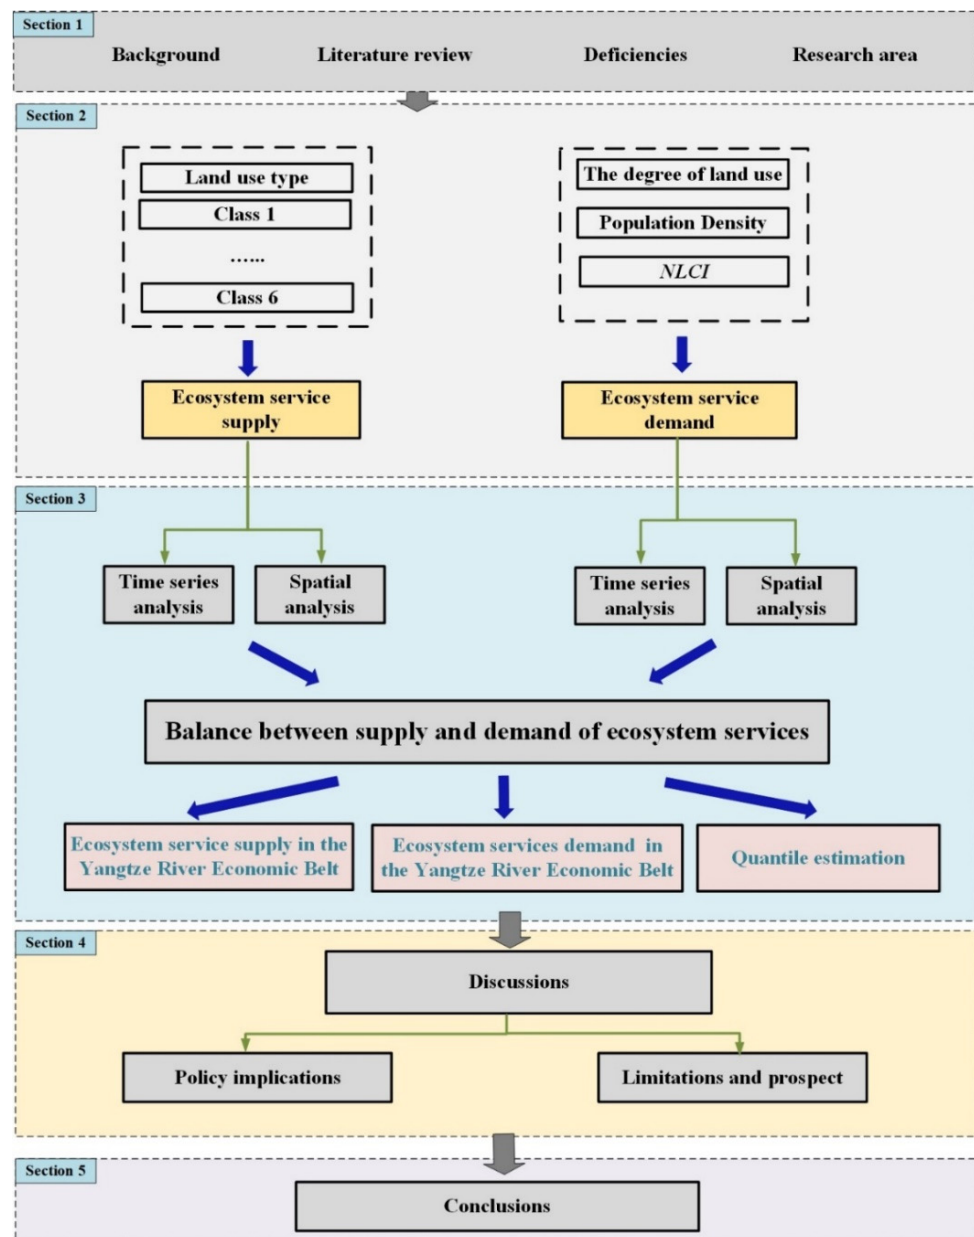 Section 1
Background
Literature review
Deficiencies
Research area
Section 2
Land use type
Class 1
......
Class 6
The degree of land use
Population Density
NLCI
Ecosystem service
supply
Ecosystem service
demand
Section 3
Time series
analysis
Spatial
analysis
Time series
analysis
Spatial
analysis
Balance between supply and demand of ecosystem services
Ecosystem service supply in the
Yangtze River Economic Belt
Ecosystem services demand in
the Yangtze River Economic Belt
Quantile estimation
Section 4
Discussions
Policy implications
Limitations and prospect
Section 5
Conclusions